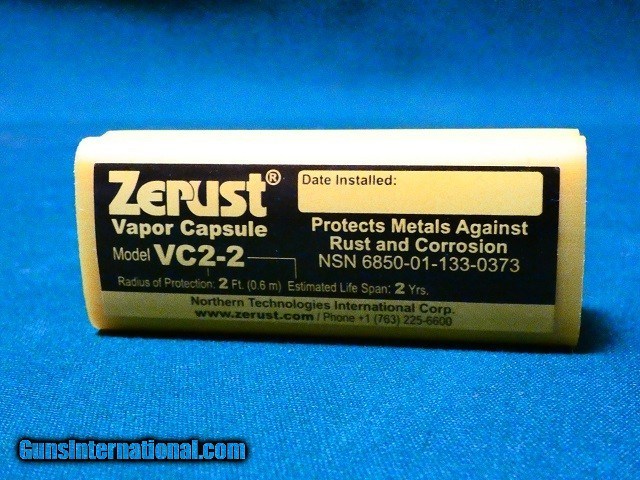 Zerust®
Vapor Capsule
Model VC2-2
Radius of Protection: 2 Ft. (0.6 m) Estimated Life Span: 2 Yrs.
Date Installed:
Protects Metals Against
Rust and Corrosion
NSN 6850-01-133-0373
Northern Technologies International Corp.
www.zerust.com / Phone +1 (763) 225-6600
GunsInternational.com